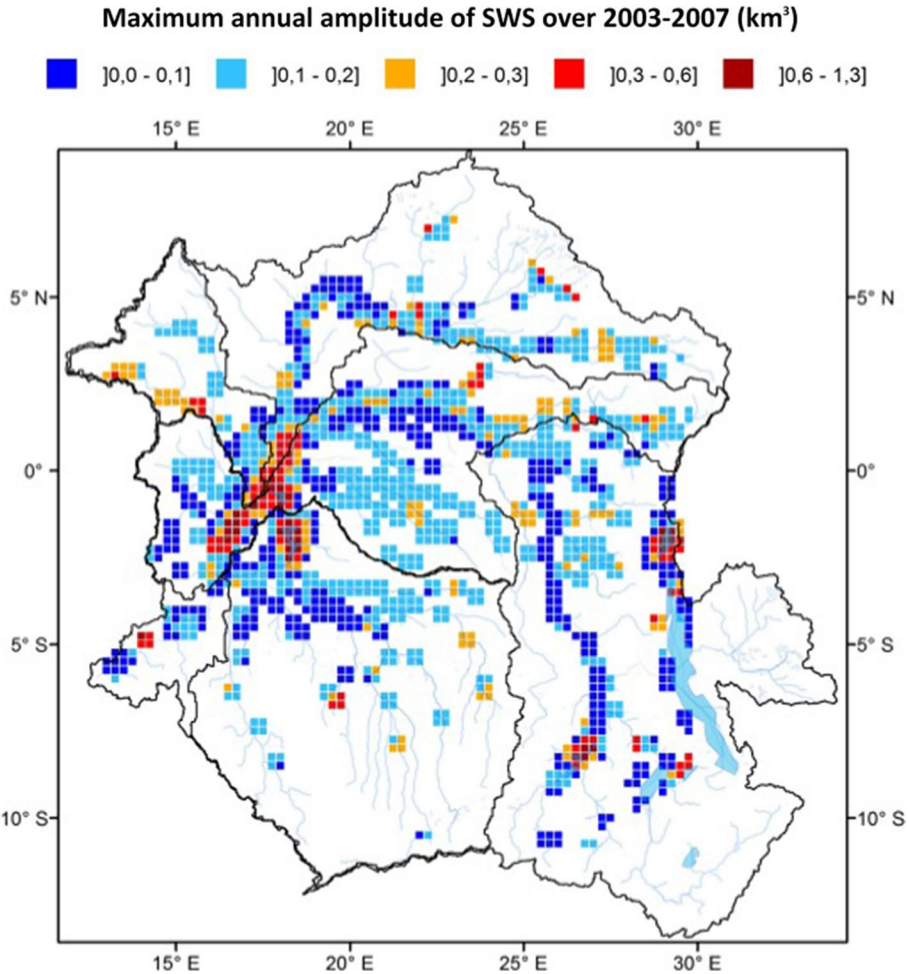 Maximum annual amplitude of SWS over 2003-2007 (km³)
]0,0 - 0,1] ]0,1 - 0,2] ]0,2 - 0,3] ]0,3 - 0,6] ]0,6 - 1,3]
15° E 20° E 25° E 30° E
5° N 5° N
0° 0°
5° S 5° S
10° S 10° S
15° E 20° E 25° E 30° E